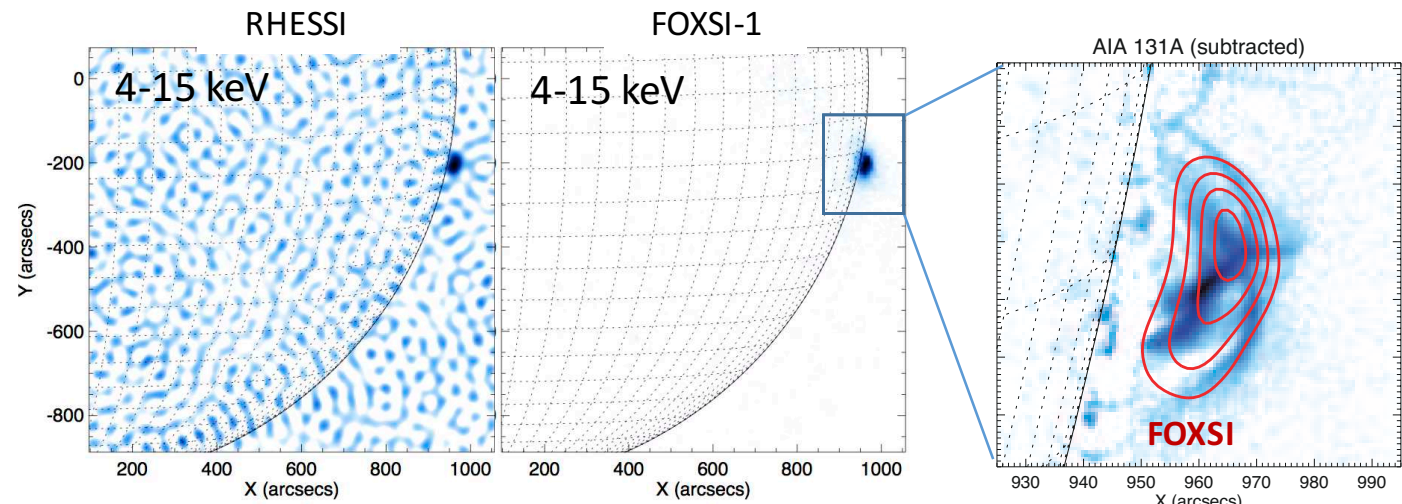 RHESSI
FOXSI-1
AIA 131A (subtracted)
4-15 keV
4-15 keV
0
-200
-400
-600
-800
Y (arcsecs)
200 400 600 800 1000
X (arcsecs)
200 400 600 800 1000
X (arcsecs)
FOXSI
930 940 950 960 970 980 990
X (arcsecs)